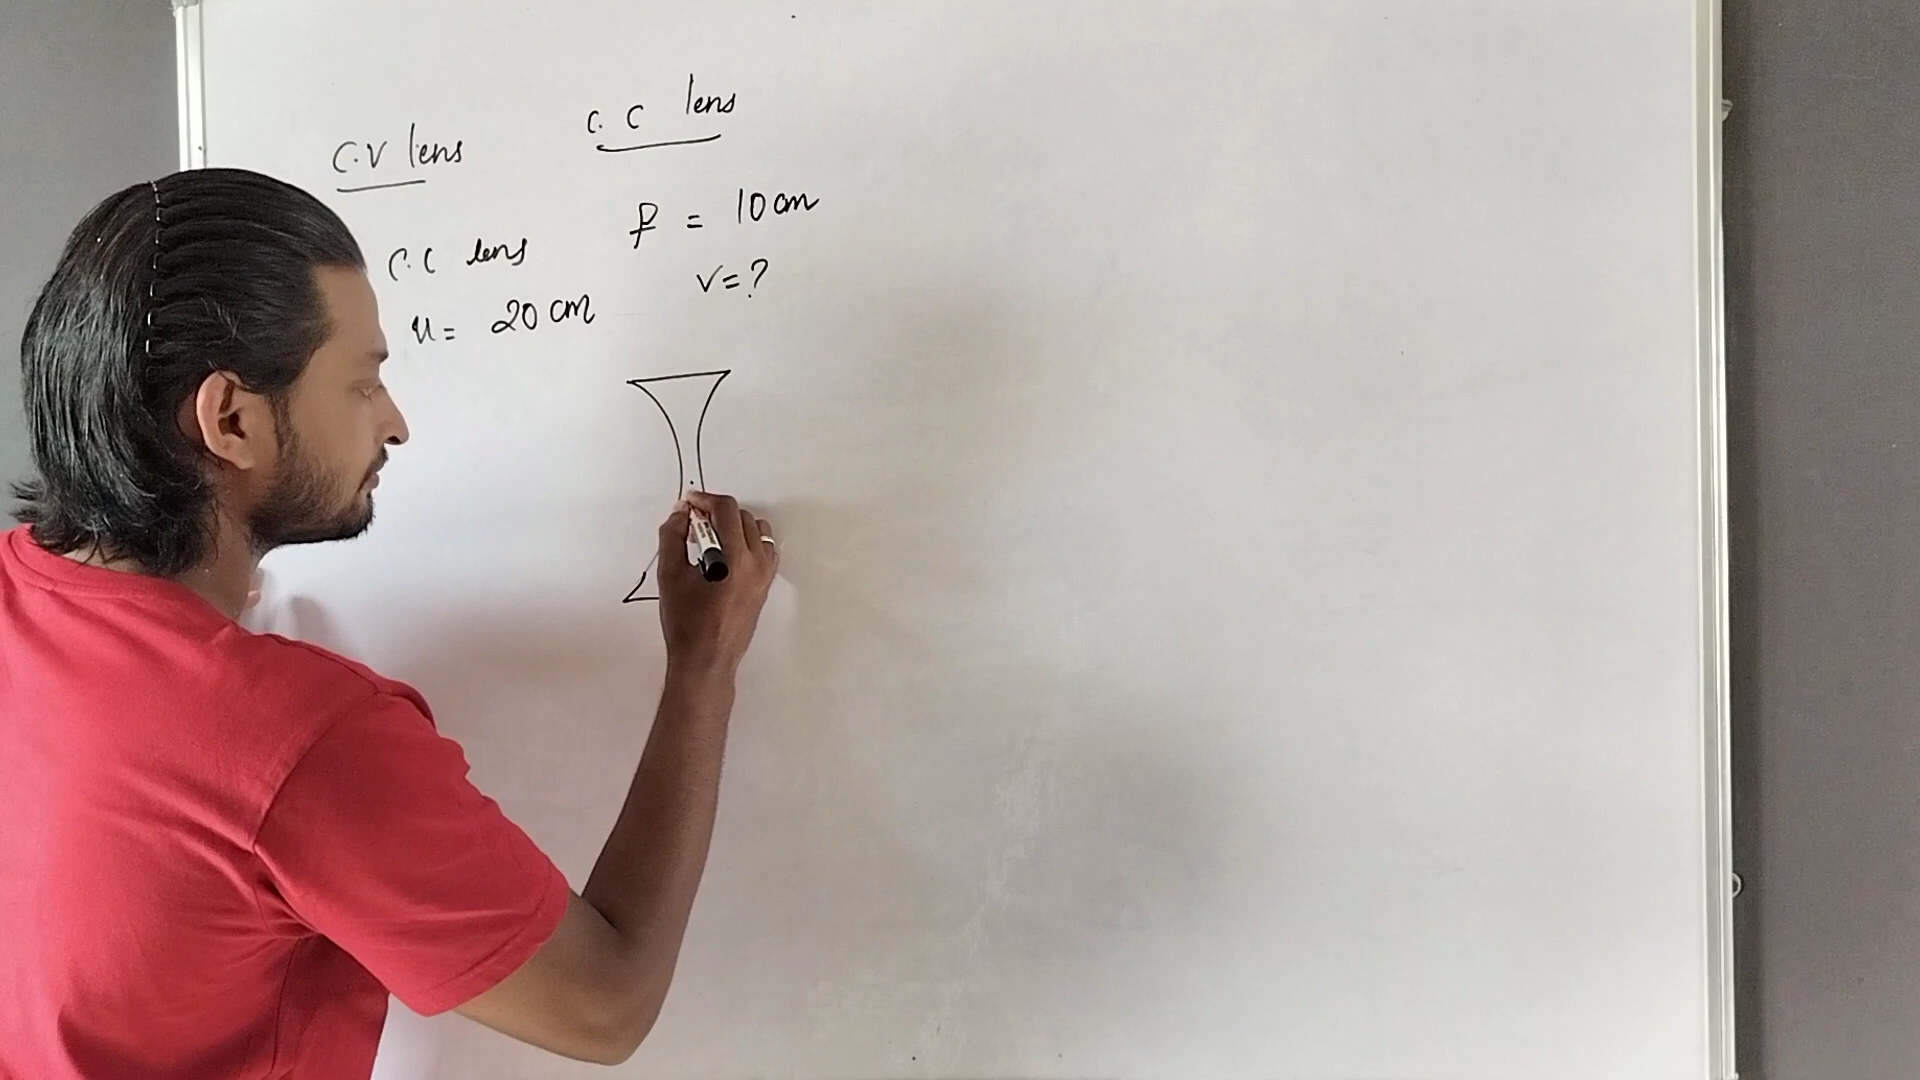 C.V lens
C.C lens
f = 10 cm
C.C lens
v = ?
u = 20 cm